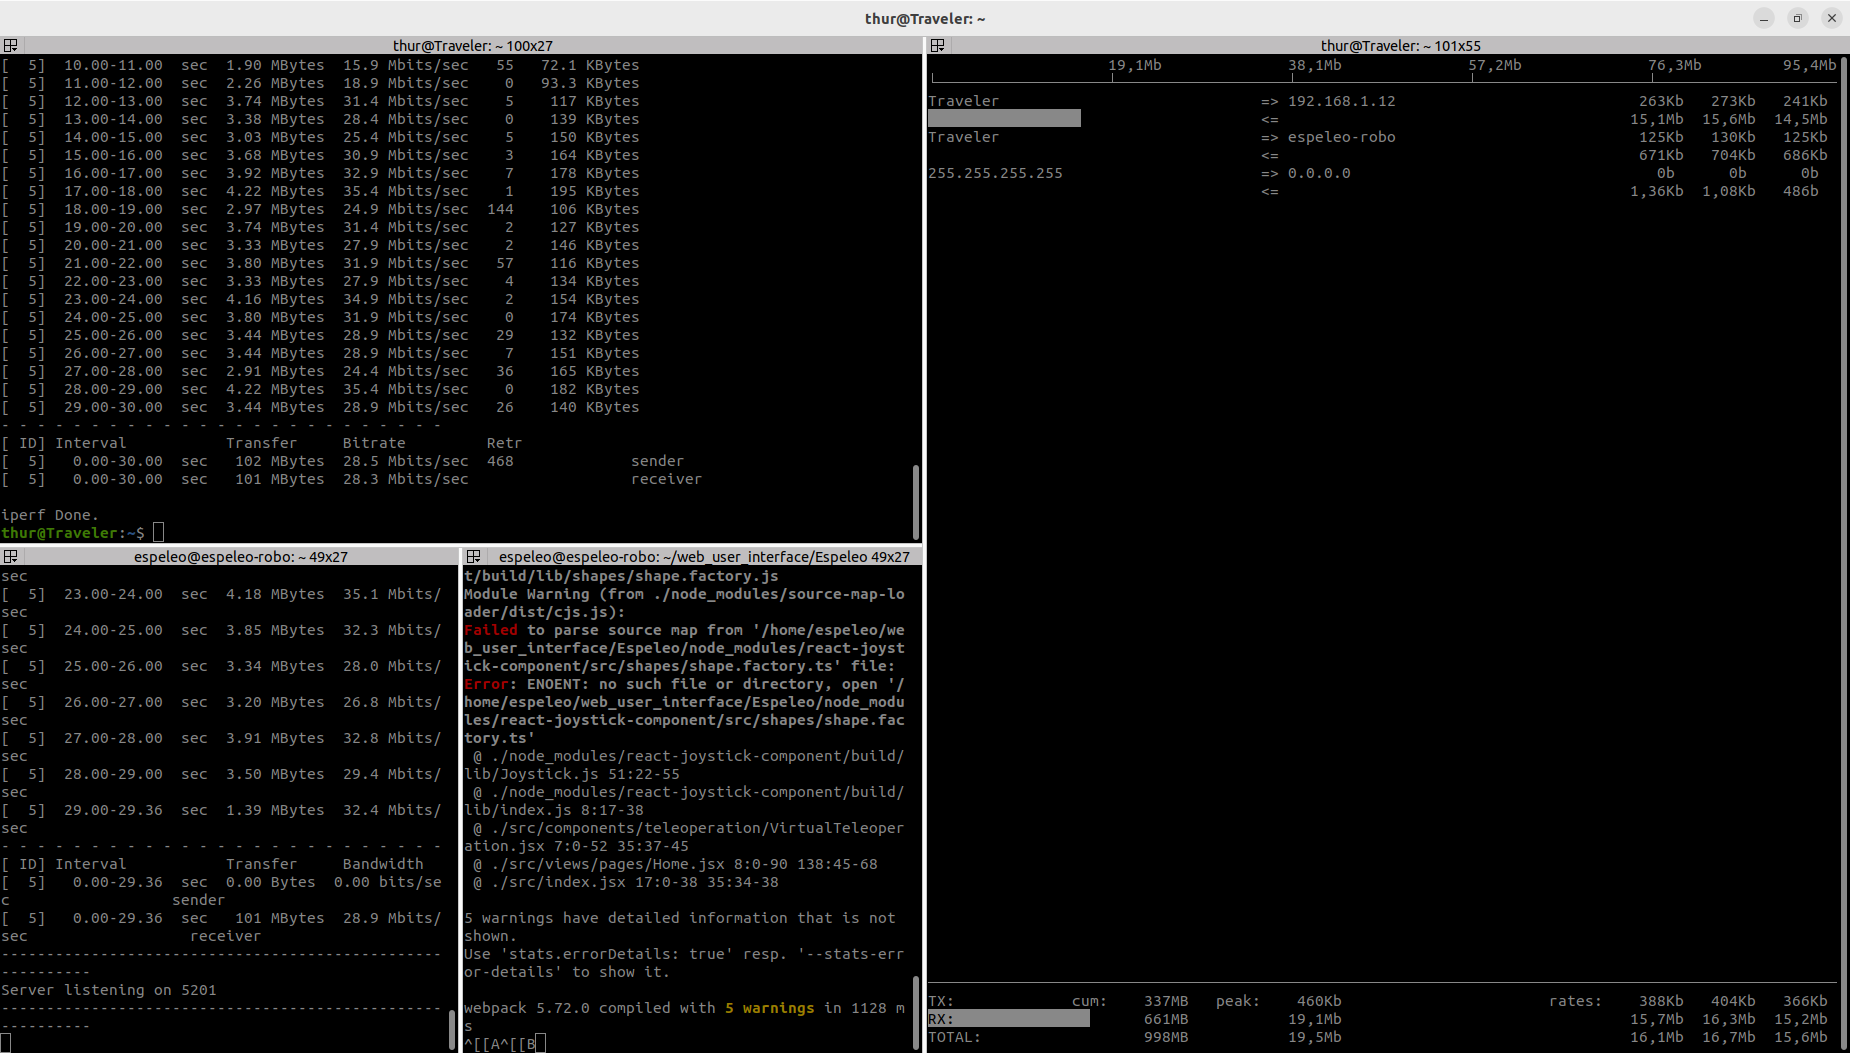 thur@Traveler: ~
thur@Traveler: ~ 100x27
[  5]  10.00-11.00  sec  1.90 MBytes  15.9 Mbits/sec   55   72.1 KBytes
[  5]  11.00-12.00  sec  2.26 MBytes  18.9 Mbits/sec    0   93.3 KBytes
[  5]  12.00-13.00  sec  3.74 MBytes  31.4 Mbits/sec    5    117 KBytes
[  5]  13.00-14.00  sec  3.38 MBytes  28.4 Mbits/sec    0    139 KBytes
[  5]  14.00-15.00  sec  3.03 MBytes  25.4 Mbits/sec    5    150 KBytes
[  5]  15.00-16.00  sec  3.68 MBytes  30.9 Mbits/sec    3    164 KBytes
[  5]  16.00-17.00  sec  3.92 MBytes  32.9 Mbits/sec    7    178 KBytes
[  5]  17.00-18.00  sec  4.22 MBytes  35.4 Mbits/sec    1    195 KBytes
[  5]  18.00-19.00  sec  2.97 MBytes  24.9 Mbits/sec  144    106 KBytes
[  5]  19.00-20.00  sec  3.74 MBytes  31.4 Mbits/sec    2    127 KBytes
[  5]  20.00-21.00  sec  3.33 MBytes  27.9 Mbits/sec    2    146 KBytes
[  5]  21.00-22.00  sec  3.80 MBytes  31.9 Mbits/sec   57    116 KBytes
[  5]  22.00-23.00  sec  3.33 MBytes  27.9 Mbits/sec    4    134 KBytes
[  5]  23.00-24.00  sec  4.16 MBytes  34.9 Mbits/sec    2    154 KBytes
[  5]  24.00-25.00  sec  3.80 MBytes  31.9 Mbits/sec    0    174 KBytes
[  5]  25.00-26.00  sec  3.44 MBytes  28.9 Mbits/sec   29    132 KBytes
[  5]  26.00-27.00  sec  3.44 MBytes  28.9 Mbits/sec    7    151 KBytes
[  5]  27.00-28.00  sec  2.91 MBytes  24.4 Mbits/sec   36    165 KBytes
[  5]  28.00-29.00  sec  4.22 MBytes  35.4 Mbits/sec    0    182 KBytes
[  5]  29.00-30.00  sec  3.44 MBytes  28.9 Mbits/sec   26    140 KBytes
- - - - - - - - - - - - - - - - - - - - - - - - -
[ ID] Interval           Transfer     Bitrate         Retr
[  5]   0.00-30.00  sec   102 MBytes  28.5 Mbits/sec  468             sender
[  5]   0.00-30.00  sec   101 MBytes  28.3 Mbits/sec                  receiver
iperf Done.
thur@Traveler:~$
espeleo@espeleo-robo: ~ 49x27
sec
[  5]  23.00-24.00  sec  4.18 MBytes  35.1 Mbits/
sec
[  5]  24.00-25.00  sec  3.85 MBytes  32.3 Mbits/
sec
[  5]  25.00-26.00  sec  3.34 MBytes  28.0 Mbits/
sec
[  5]  26.00-27.00  sec  3.20 MBytes  26.8 Mbits/
sec
[  5]  27.00-28.00  sec  3.91 MBytes  32.8 Mbits/
sec
[  5]  28.00-29.00  sec  3.50 MBytes  29.4 Mbits/
sec
[  5]  29.00-29.36  sec  1.39 MBytes  32.4 Mbits/
sec
- - - - - - - - - - - - - - - - - - - - - - - - -
[ ID] Interval           Transfer     Bandwidth
[  5]   0.00-29.36  sec  0.00 Bytes  0.00 bits/se
c                  sender
[  5]   0.00-29.36  sec   101 MBytes  28.9 Mbits/
sec                  receiver
-------------------------------------------------
----------
Server listening on 5201
-------------------------------------------------
----------
espeleo@espeleo-robo: ~/web_user_interface/Espeleo 49x27
t/build/lib/shapes/shape.factory.js
Module Warning (from ./node_modules/source-map-lo
ader/dist/cjs.js):
Failed to parse source map from '/home/espeleo/we
b_user_interface/Espeleo/node_modules/react-joyst
ick-component/src/shapes/shape.factory.ts' file:
Error: ENOENT: no such file or directory, open '/
home/espeleo/web_user_interface/Espeleo/node_modu
les/react-joystick-component/src/shapes/shape.fac
tory.ts'
 @ ./node_modules/react-joystick-component/build/
lib/Joystick.js 51:22-55
 @ ./node_modules/react-joystick-component/build/
lib/index.js 8:17-38
 @ ./src/components/teleoperation/VirtualTeleoper
ation.jsx 7:0-52 35:37-45
 @ ./src/views/pages/Home.jsx 8:0-90 138:45-68
 @ ./src/index.jsx 17:0-38 35:34-38
5 warnings have detailed information that is not
shown.
Use 'stats.errorDetails: true' resp. '--stats-err
or-details' to show it.
webpack 5.72.0 compiled with 5 warnings in 1128 m
s
^[[A^[[B
thur@Traveler: ~ 101x55
19,1Mb 38,1Mb 57,2Mb 76,3Mb 95,4Mb
Traveler => 192.168.1.12 263Kb 273Kb 241Kb
<= 15,1Mb 15,6Mb 14,5Mb
Traveler => espeleo-robo 125Kb 130Kb 125Kb
<= 671Kb 704Kb 686Kb
255.255.255.255 => 0.0.0.0 0b 0b 0b
<= 1,36Kb 1,08Kb 486b
TX: cum: 337MB peak: 460Kb rates: 388Kb 404Kb 366Kb
RX: 661MB 19,1Mb 15,7Mb 16,3Mb 15,2Mb
TOTAL: 998MB 19,5Mb 16,1Mb 16,7Mb 15,6Mb